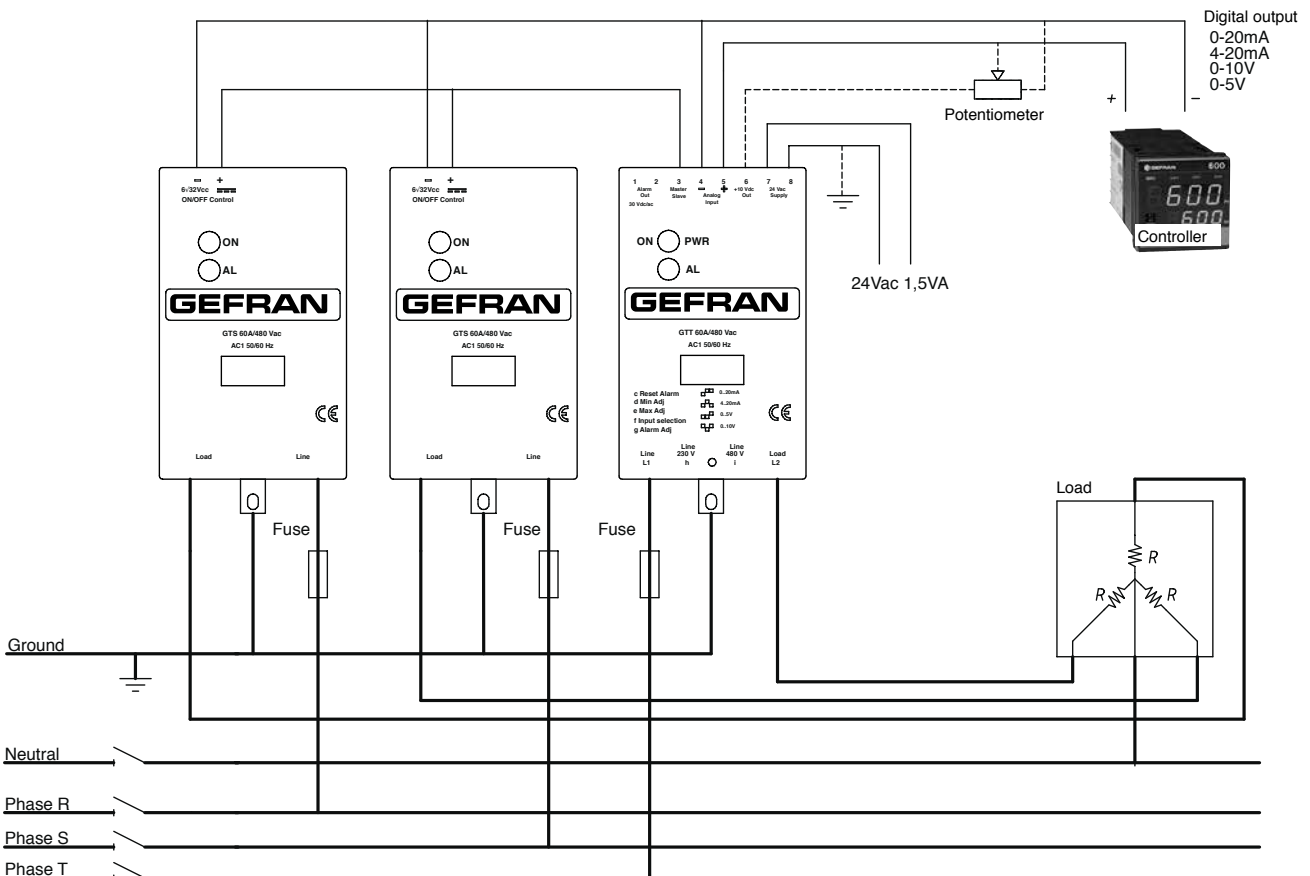 Digital output
0-20mA
4-20mA
0-10V
0-5V
+ −
Potentiometer
GEFRAN 600
600
600
Controller
24Vac 1,5VA
− +
6√32Vcc
ON/OFF Control
ON
AL
GEFRAN
GTS 60A/480 Vac
AC1 50/60 Hz
CE
Load Line
− +
6√32Vcc
ON/OFF Control
ON
AL
GEFRAN
GTS 60A/480 Vac
AC1 50/60 Hz
CE
Load Line
1 2 3 4 5 6 7 8
Alarm Out
30 Vdc/ac
Master Slave
− Analog Input +
+10 Vdc Out
24 Vac Supply
ON PWR
AL
GEFRAN
GTT 60A/480 Vac
AC1 50/60 Hz
c Reset Alarm
d Min Adj
e Max Adj
f Input selection
g Alarm Adj
0..20mA
4..20mA
0..5V
0..10V
CE
Line L1
Line 230 V h
Line 480 V i
Load L2
Fuse
Fuse
Fuse
Load
R
R
R
Ground
Neutral
Phase R
Phase S
Phase T